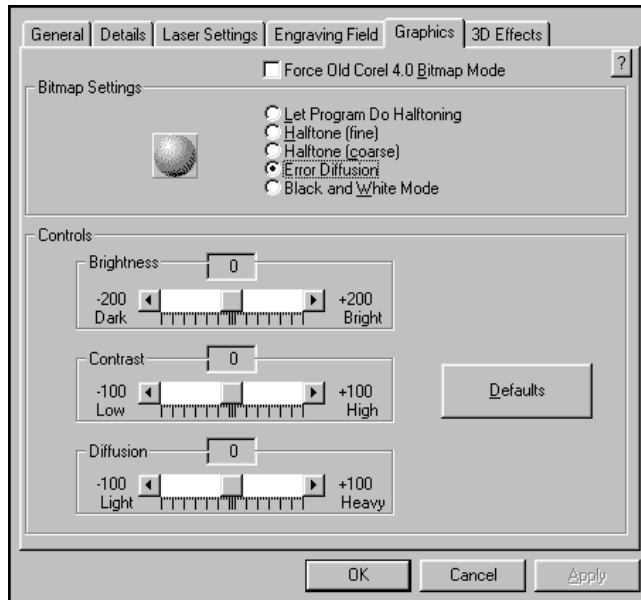 General Details Laser Settings Engraving Field Graphics 3D Effects
Force Old Corel 4.0 Bitmap Mode
?
Bitmap Settings
Let Program Do Halftoning
Halftone (fine)
Halftone (coarse)
Error Diffusion
Black and White Mode
Controls
Brightness 0
-200 +200
Dark Bright
Contrast 0
-100 +100
Low High
Defaults
Diffusion 0
-100 +100
Light Heavy
OK Cancel Apply